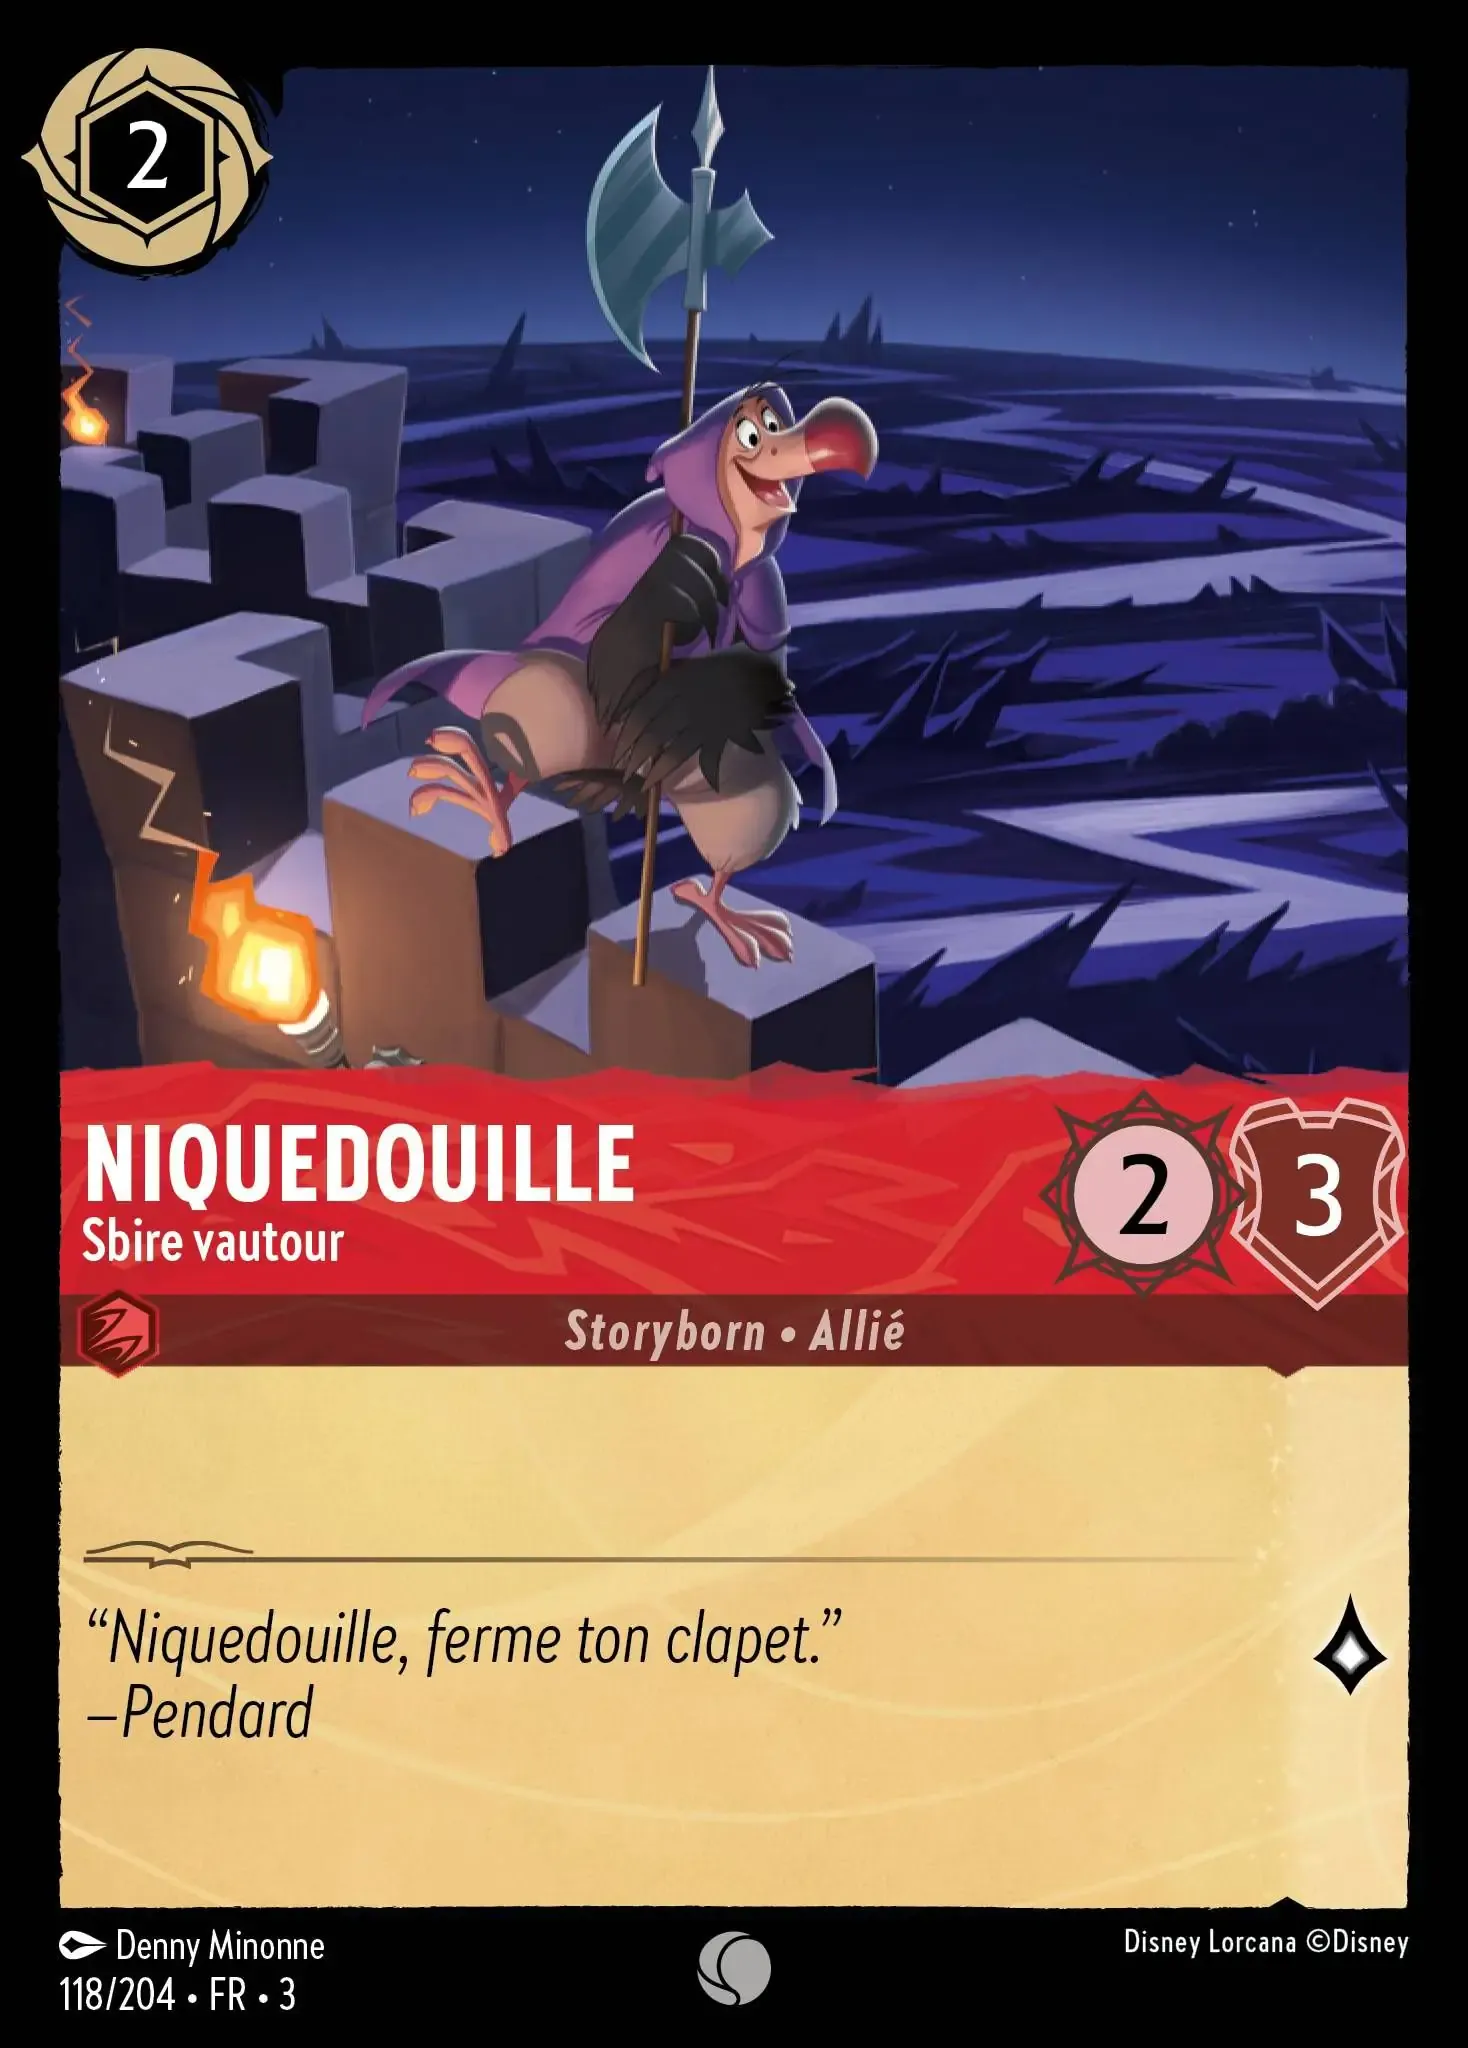 2
NIQUEDOUILLE
Sbire vautour
2
3
Storyborn • Allié
“Niquedouille, ferme ton clapet.”
–Pendard
Denny Minonne
Disney Lorcana ©Disney
118/204 • FR • 3